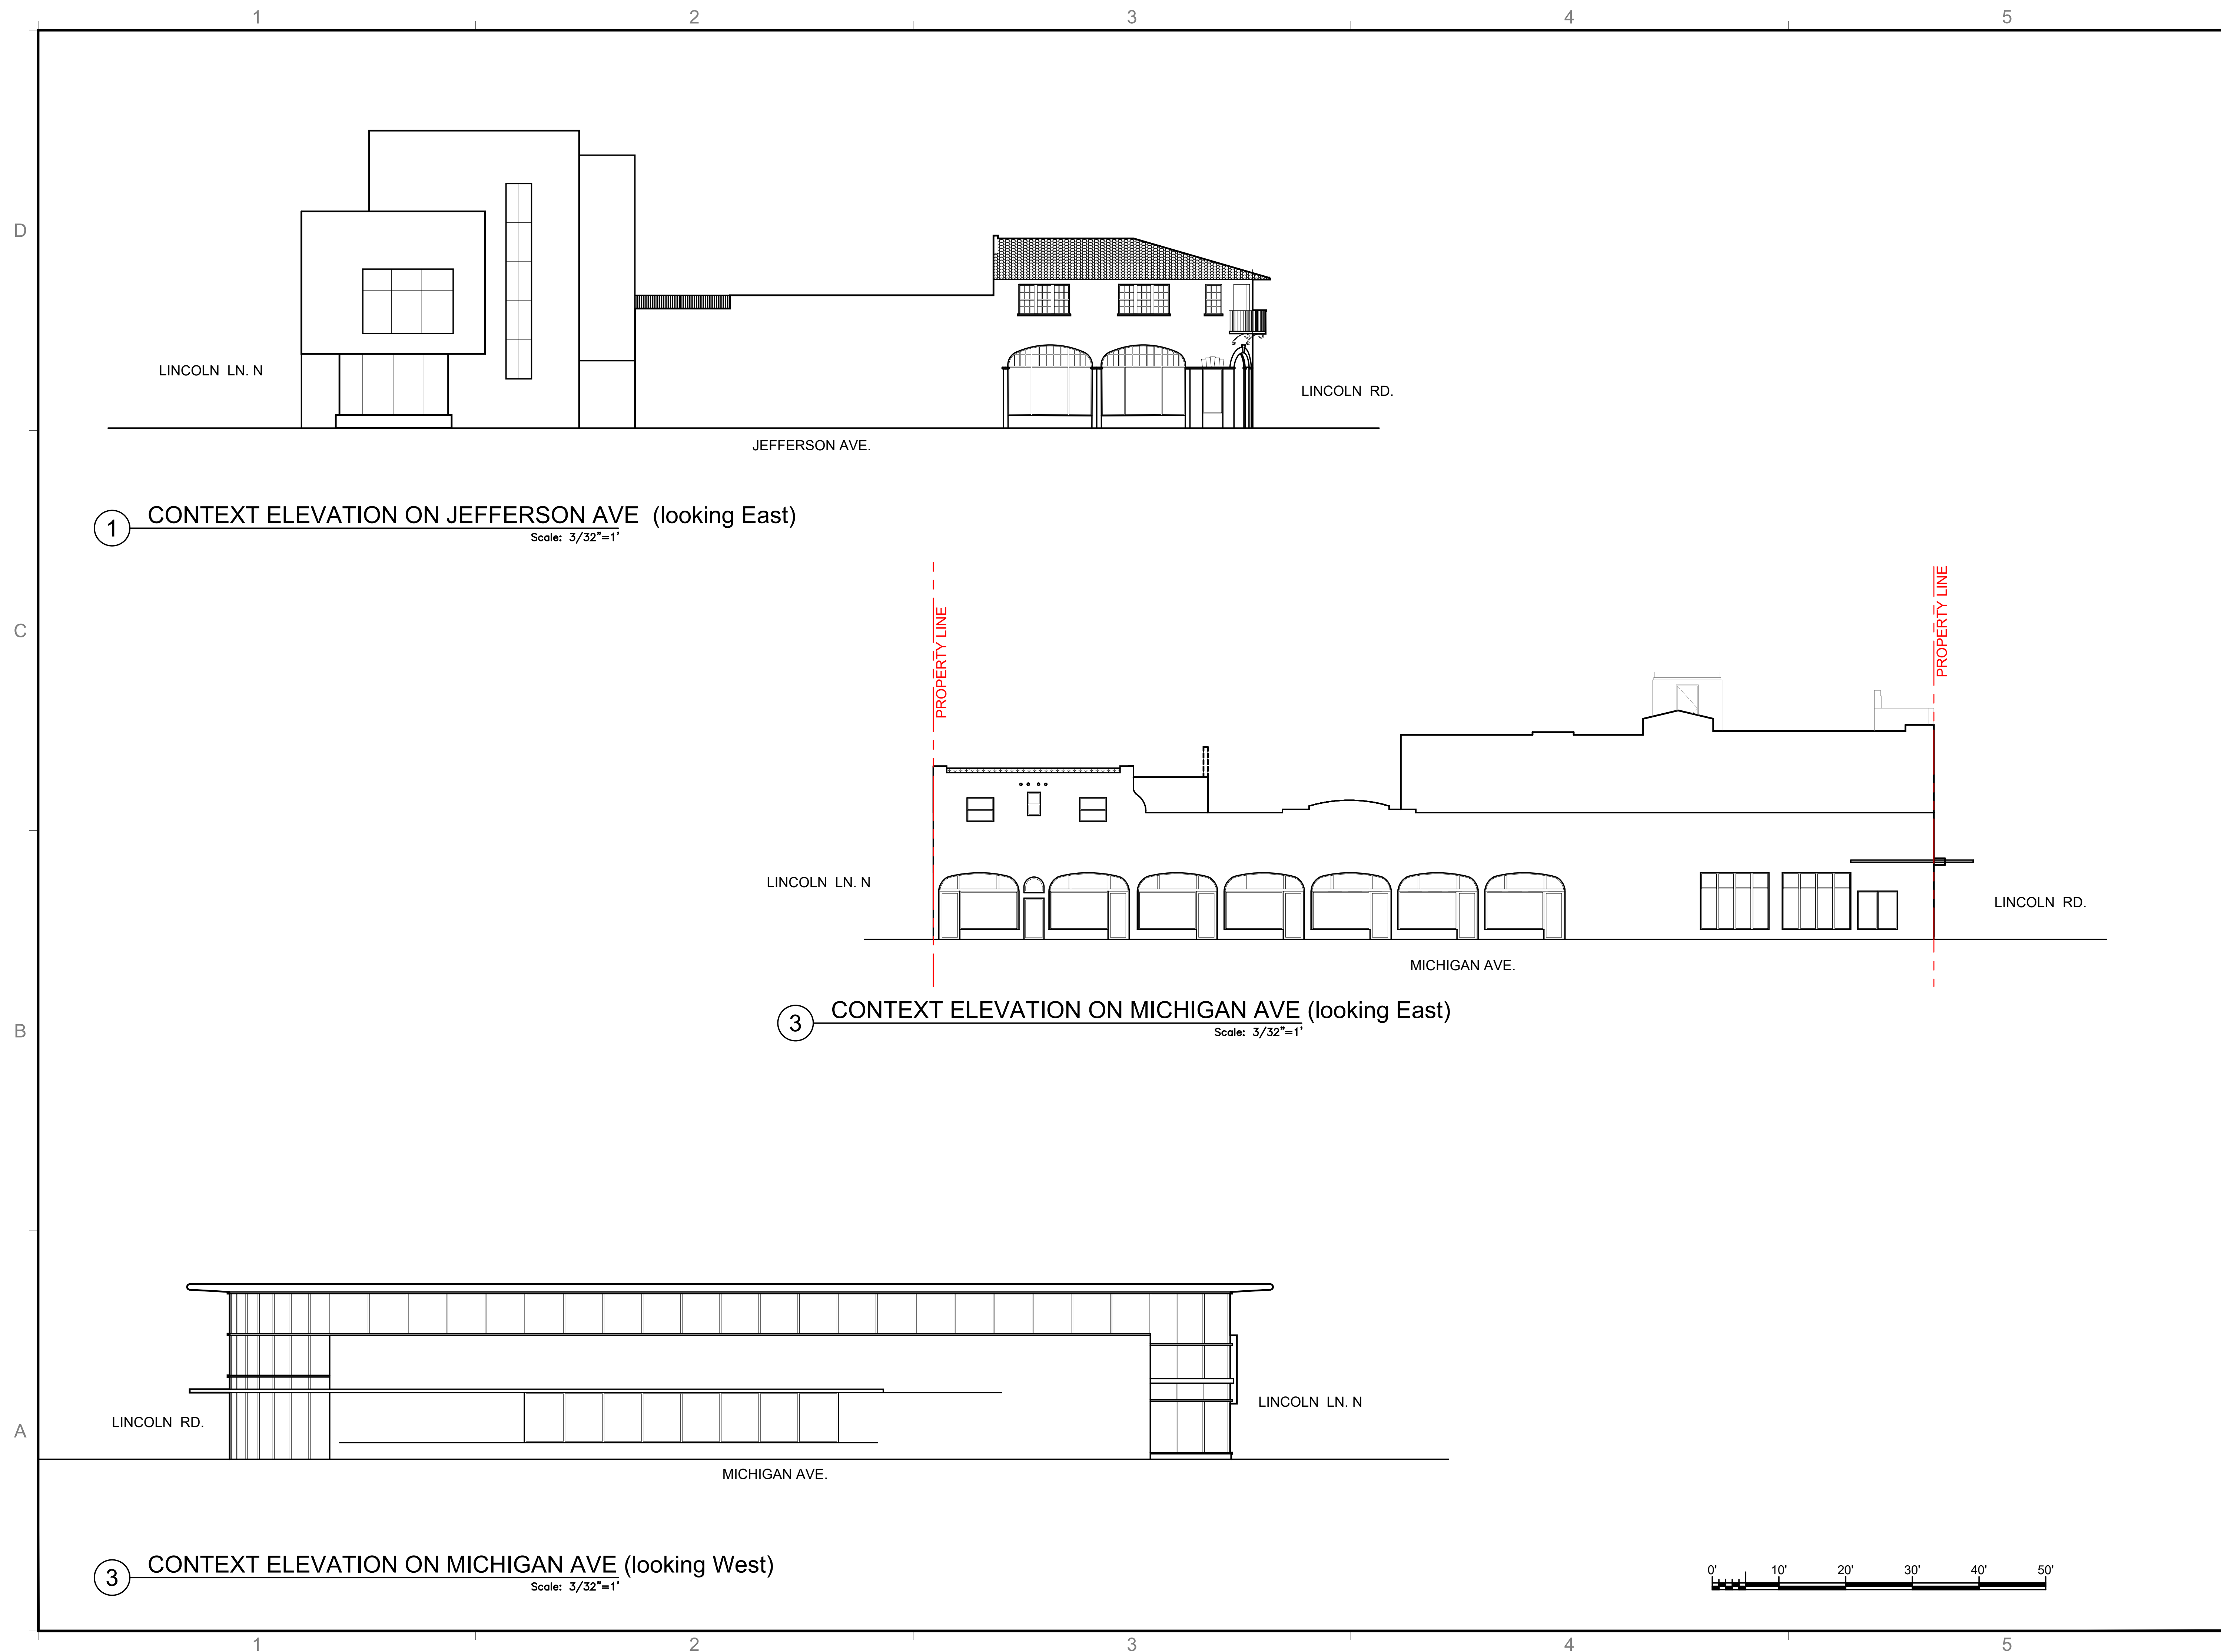 1 2 3 4 5
D
LINCOLN LN. N
LINCOLN RD.
JEFFERSON AVE.
1 CONTEXT ELEVATION ON JEFFERSON AVE (looking East)
Scale: 3/32"=1'
C
PROPERTY LINE
PROPERTY LINE
LINCOLN LN. N
LINCOLN RD.
MICHIGAN AVE.
3 CONTEXT ELEVATION ON MICHIGAN AVE (looking East)
Scale: 3/32"=1'
B
LINCOLN LN. N
LINCOLN RD.
A
MICHIGAN AVE.
3 CONTEXT ELEVATION ON MICHIGAN AVE (looking West)
Scale: 3/32"=1'
0' 10' 20' 30' 40' 50'
1 2 3 4 5